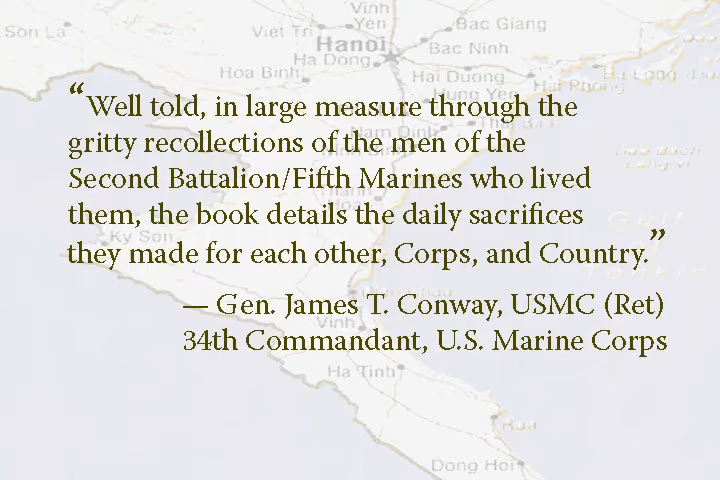 Vinh
Yen
Son La
Viet Tri
Bac Giang
Hanoi
Ha Dong
Bac Ninh
Hoa Binh
Hai Duong
Hung Yen
Hai Phong
“Well told, in large measure through the
gritty recollections of the men of the
Second Battalion/Fifth Marines who lived
them, the book details the daily sacrifices
they made for each other, Corps, and Country.”
Nam Dinh
Ky Son
— Gen. James T. Conway, USMC (Ret)
34th Commandant, U.S. Marine Corps
Vinh
Ha Tinh
Dong Hoi